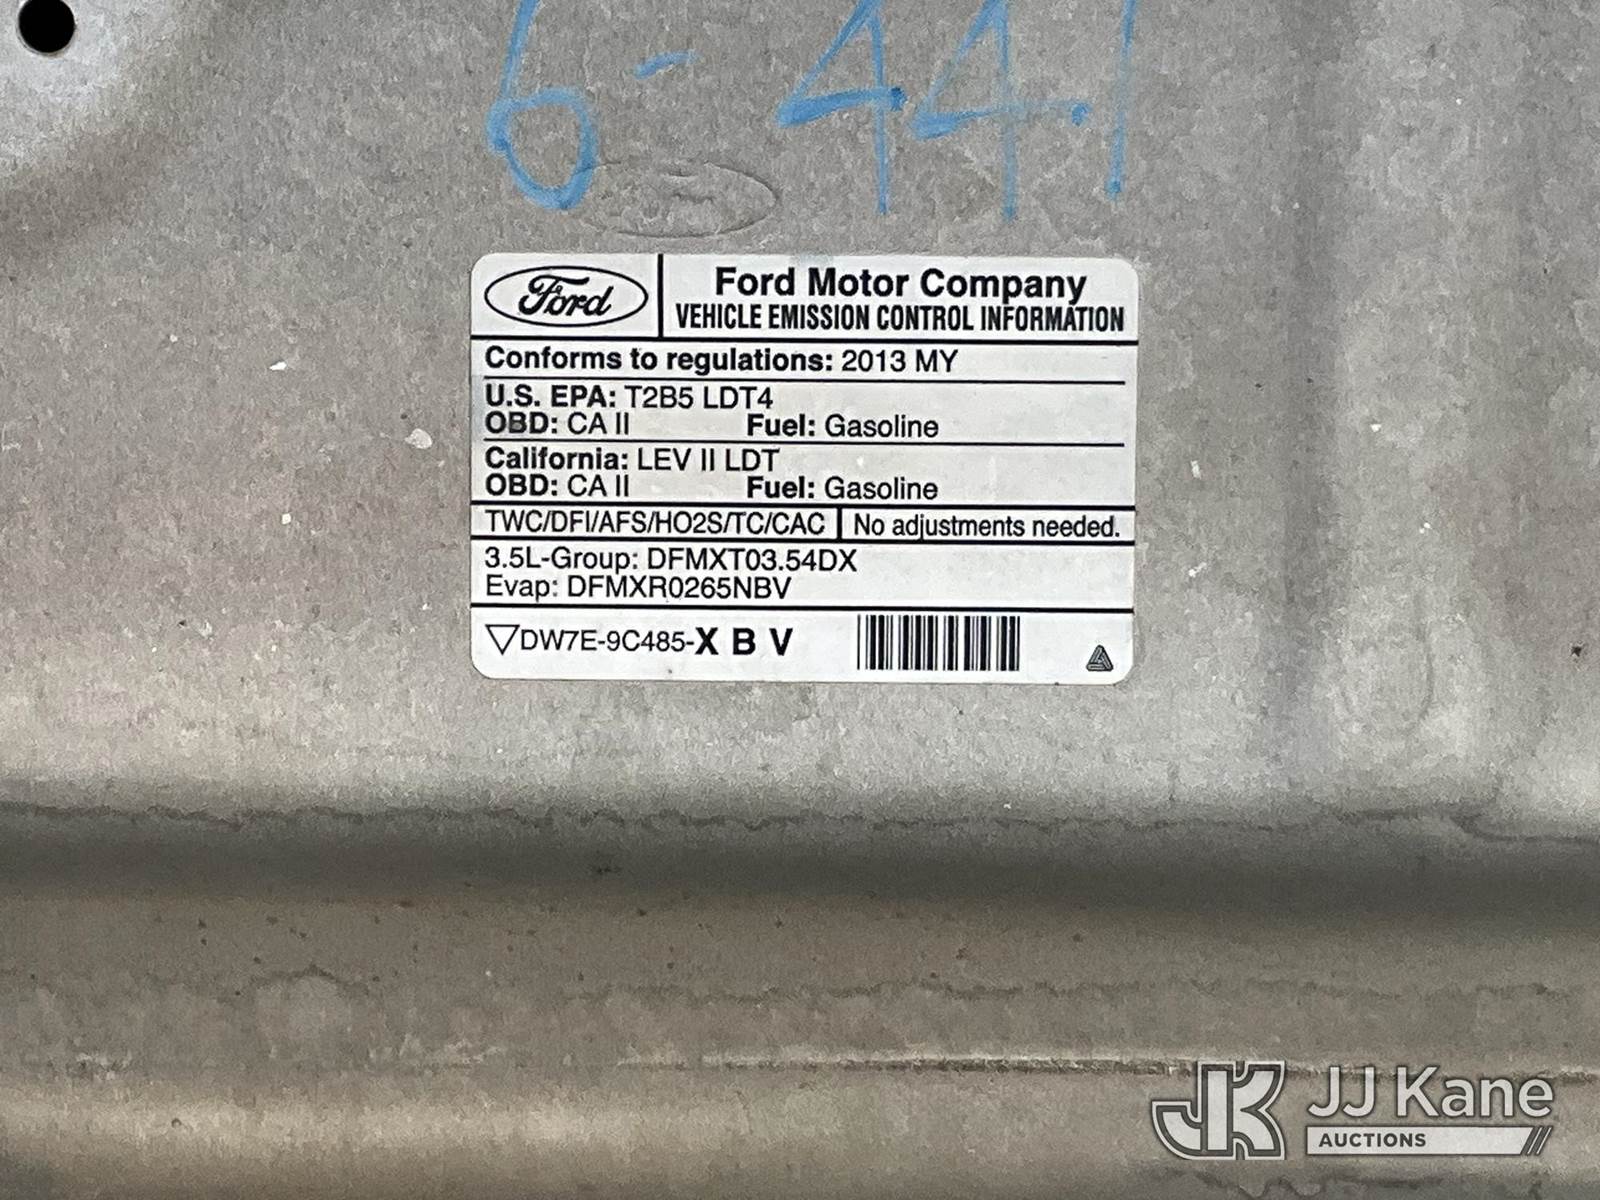 6-441
Ford
Ford Motor Company
VEHICLE EMISSION CONTROL INFORMATION
Conforms to regulations: 2013 MY
U.S. EPA: T2B5 LDT4
OBD: CA II Fuel: Gasoline
California: LEV II LDT
OBD: CA II Fuel: Gasoline
TWC/DFI/AFS/HO2S/TC/CAC No adjustments needed.
3.5L-Group: DFMXT03.54DX
Evap: DFMXR0265NBV
DW7E-9C485-X B V
JK JJ Kane
AUCTIONS